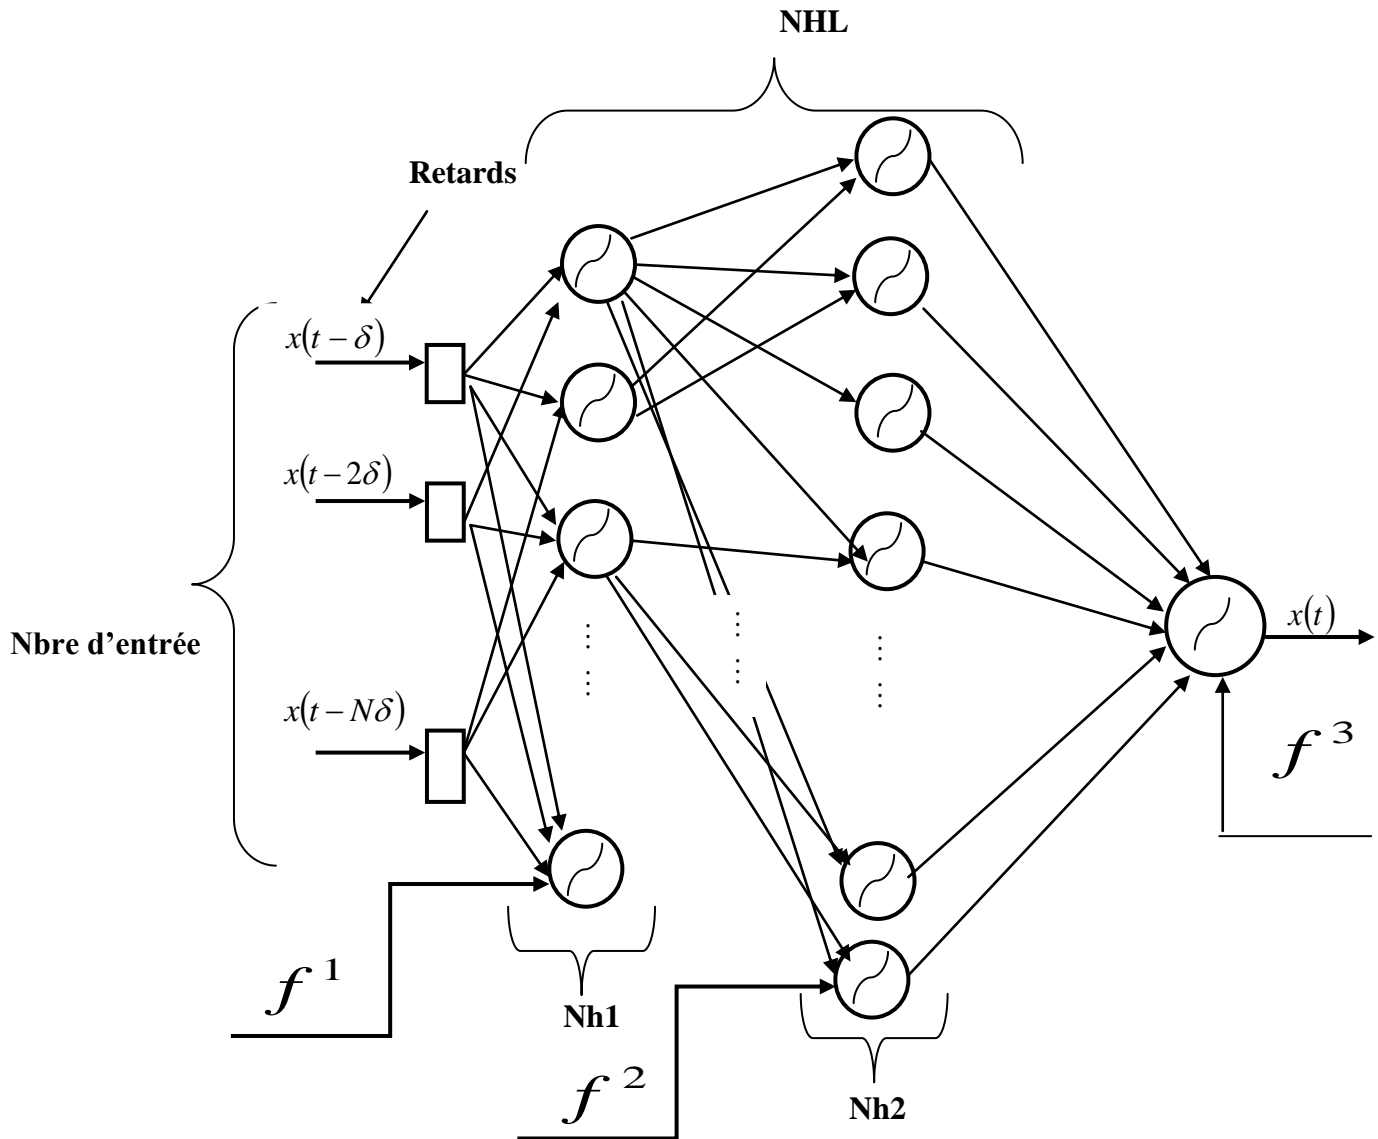 NHL
Retards
x(t − δ)
x(t − 2δ)
Nbre d’entrée
x(t − Nδ)
x(t)
f ³
f ¹
Nh1
f ²
Nh2